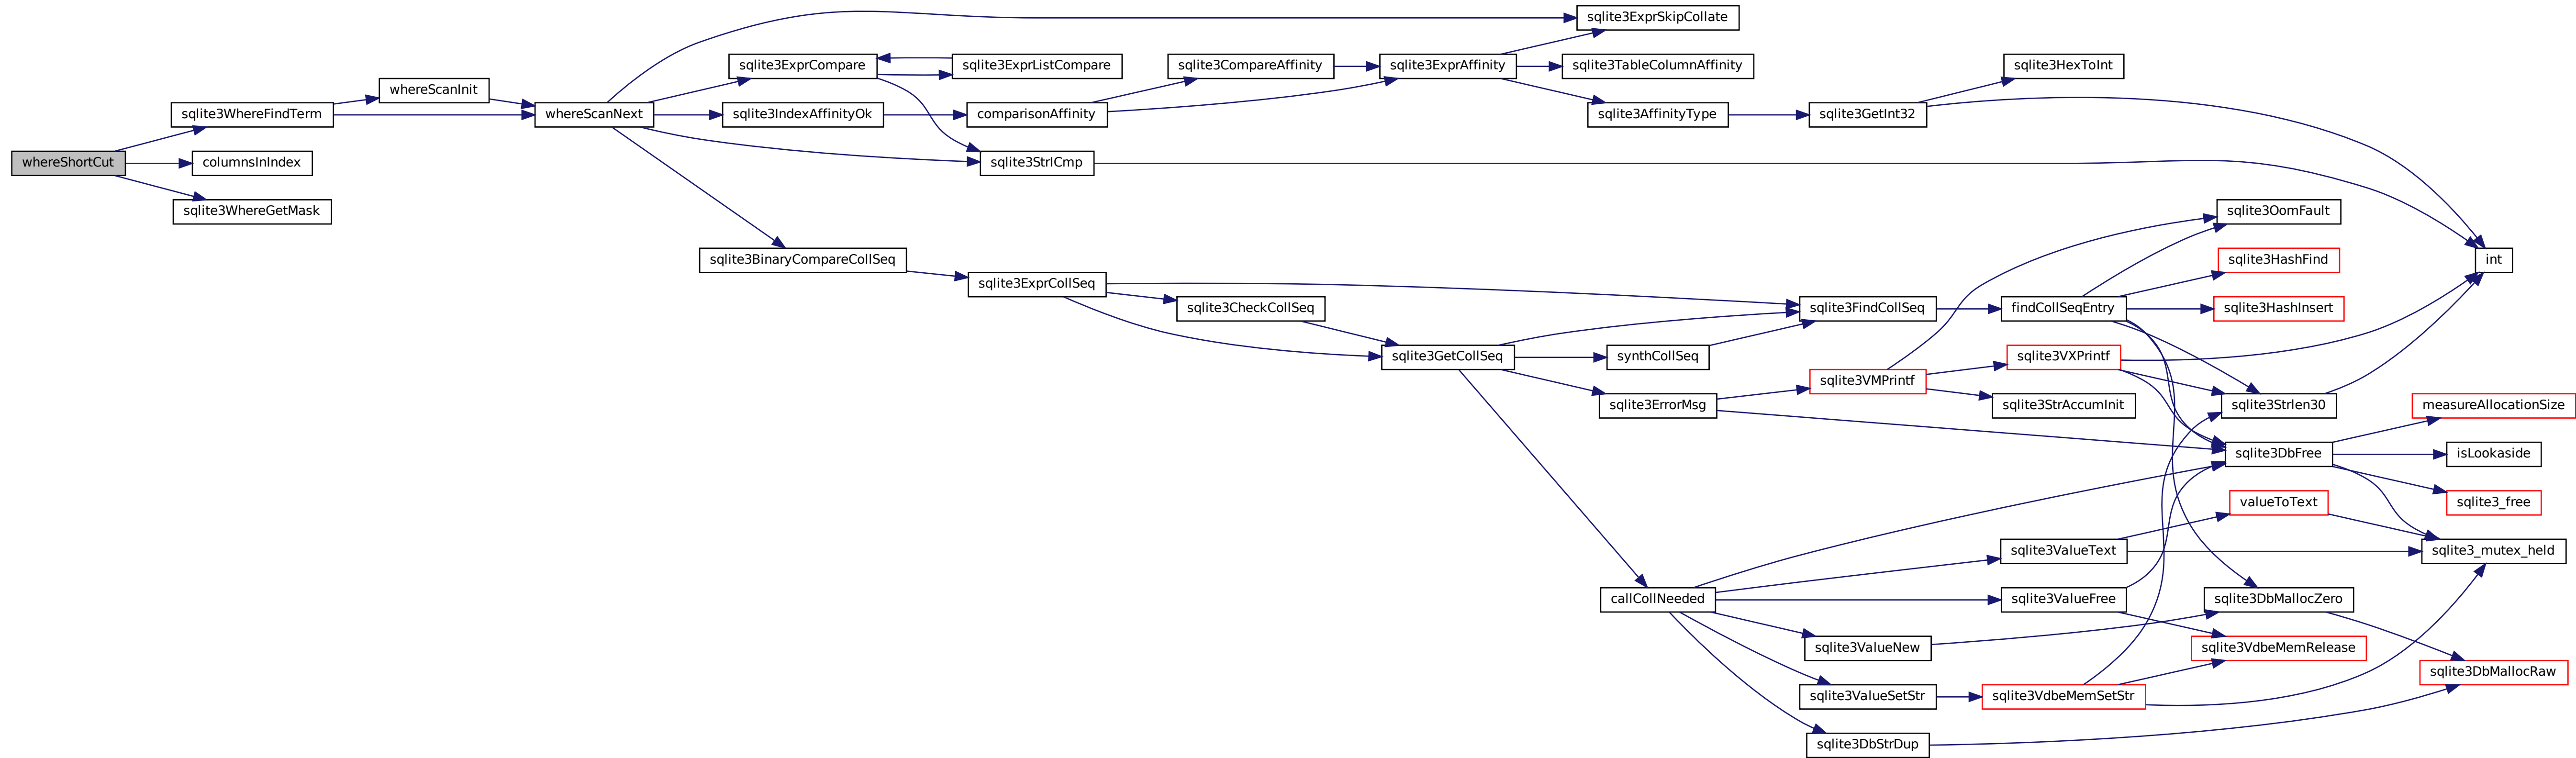 whereShortCut
sqlite3WhereFindTerm
columnsInIndex
sqlite3WhereGetMask
whereScanInit
whereScanNext
sqlite3ExprCompare
sqlite3IndexAffinityOk
sqlite3BinaryCompareCollSeq
sqlite3ExprListCompare
comparisonAffinity
sqlite3StrICmp
sqlite3ExprCollSeq
sqlite3CompareAffinity
sqlite3CheckCollSeq
sqlite3ExprAffinity
sqlite3GetCollSeq
sqlite3ExprSkipCollate
sqlite3TableColumnAffinity
sqlite3AffinityType
synthCollSeq
sqlite3ErrorMsg
callCollNeeded
sqlite3GetInt32
sqlite3FindCollSeq
sqlite3VMPrintf
sqlite3ValueNew
sqlite3ValueSetStr
sqlite3DbStrDup
sqlite3HexToInt
findCollSeqEntry
sqlite3VXPrintf
sqlite3StrAccumInit
sqlite3ValueText
sqlite3ValueFree
sqlite3VdbeMemSetStr
sqlite3OomFault
sqlite3HashFind
sqlite3HashInsert
sqlite3Strlen30
sqlite3DbFree
valueToText
sqlite3DbMallocZero
sqlite3VdbeMemRelease
int
measureAllocationSize
isLookaside
sqlite3_free
sqlite3_mutex_held
sqlite3DbMallocRaw